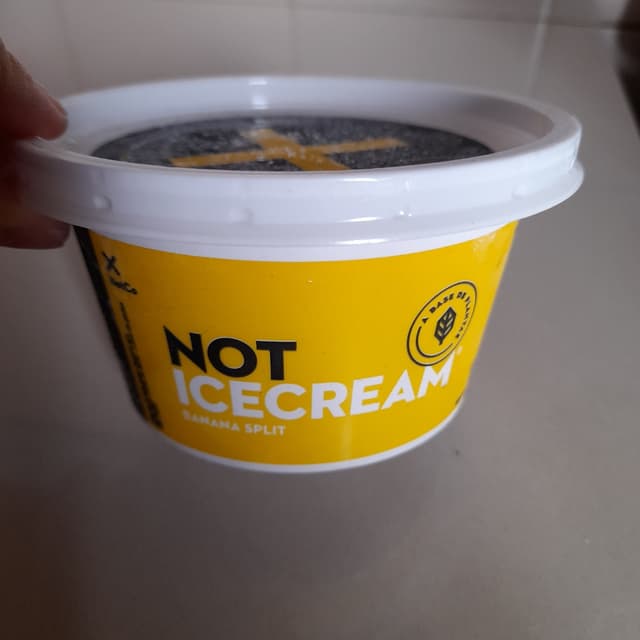 NOT
ICECREAM
BANANA SPLIT
A BASE DE PLANTAS